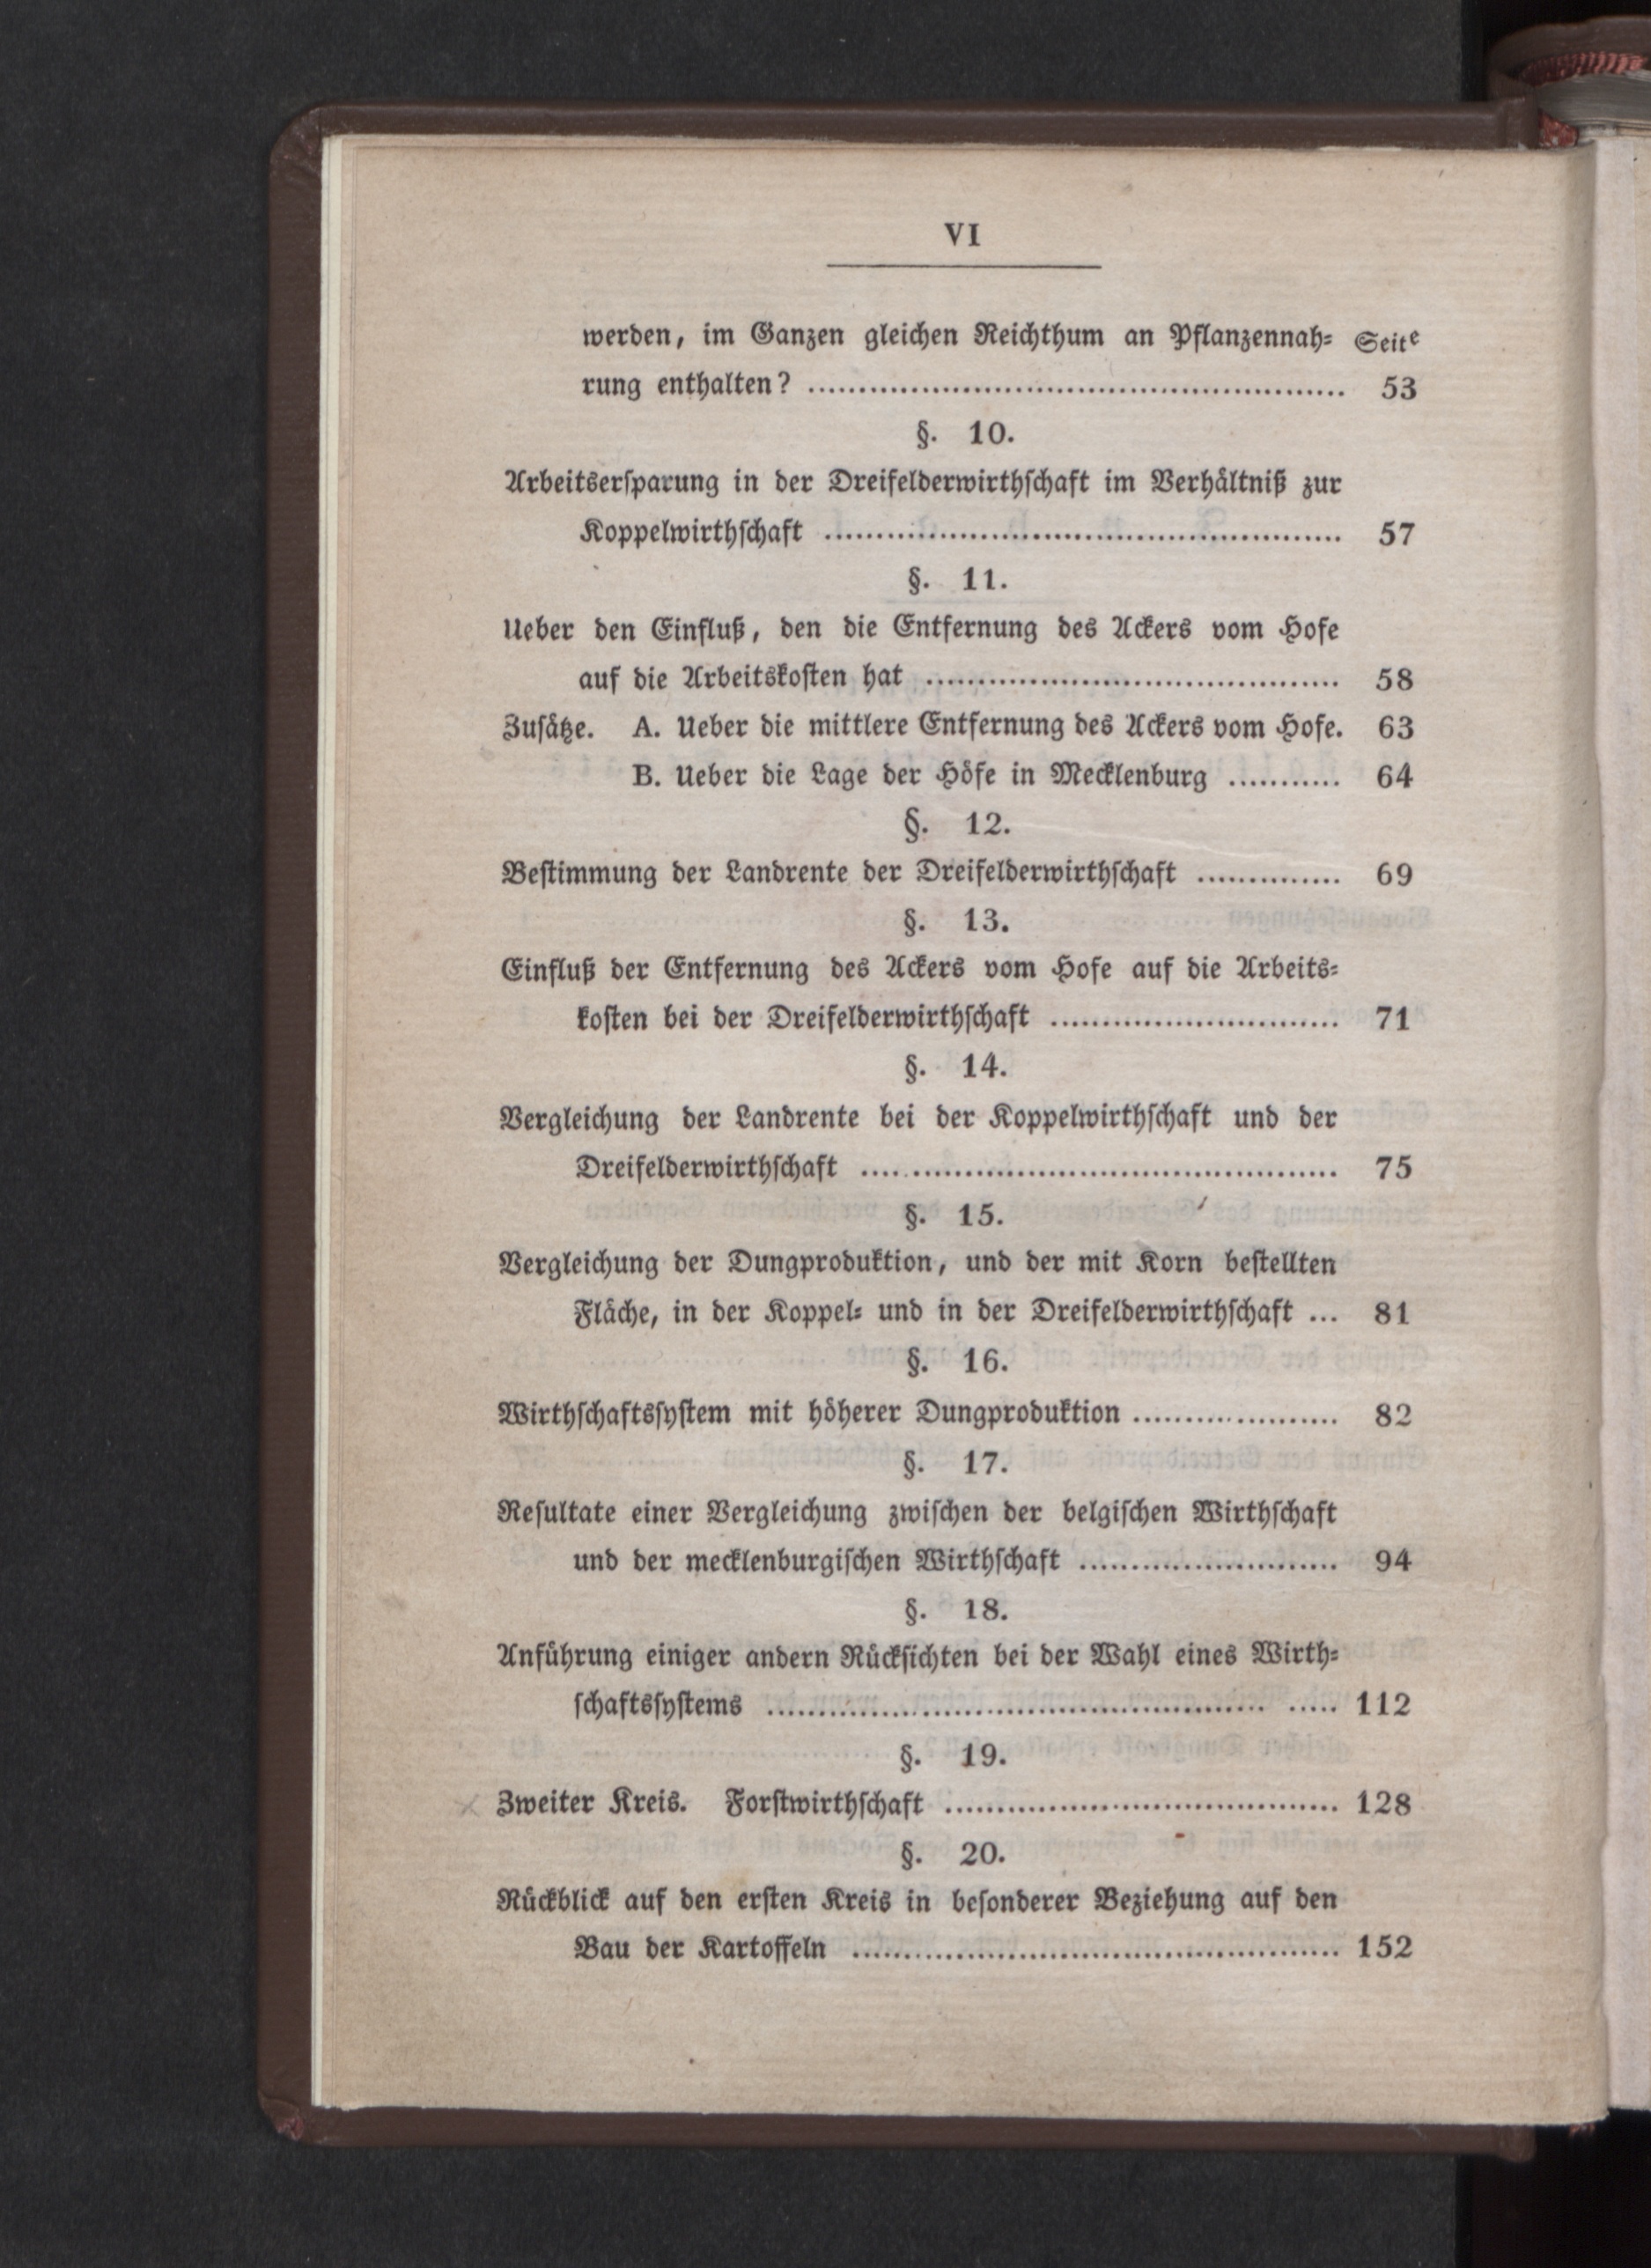 VI
werden, im Ganzen gleichen Reichthum an Pflanzennah- Seite
rung enthalten? .................................................... 53
§. 10.
Arbeitserſparung in der Dreifelderwirthſchaft im Verhältniß zur
Koppelwirthſchaft .................................................. 57
§. 11.
Ueber den Einfluß, den die Entfernung des Ackers vom Hofe
auf die Arbeitskoſten hat ........................................ 58
Zuſätze. A. Ueber die mittlere Entfernung des Ackers vom Hofe. 63
B. Ueber die Lage der Höfe in Mecklenburg ........... 64
§. 12.
Beſtimmung der Landrente der Dreifelderwirthſchaft .............. 69
§. 13.
Einfluß der Entfernung des Ackers vom Hofe auf die Arbeits-
koſten bei der Dreifelderwirthſchaft ............................ 71
§. 14.
Vergleichung der Landrente bei der Koppelwirthſchaft und der
Dreifelderwirthſchaft .............................................. 75
§. 15.
Vergleichung der Dungproduktion, und der mit Korn beſtellten
Fläche, in der Koppel- und in der Dreifelderwirthſchaft ... 81
§. 16.
Wirthſchaftsſyſtem mit höherer Dungproduktion .................... 82
§. 17.
Reſultate einer Vergleichung zwiſchen der belgiſchen Wirthſchaft
und der mecklenburgiſchen Wirthſchaft ......................... 94
§. 18.
Anführung einiger andern Rückſichten bei der Wahl eines Wirth-
ſchaftsſyſtems ................................................ ..... 112
§. 19.
Zweiter Kreis. Forſtwirthſchaft ...................................... 128
§. 20.
Rückblick auf den erſten Kreis in beſonderer Beziehung auf den
Bau der Kartoffeln ............................................... 152